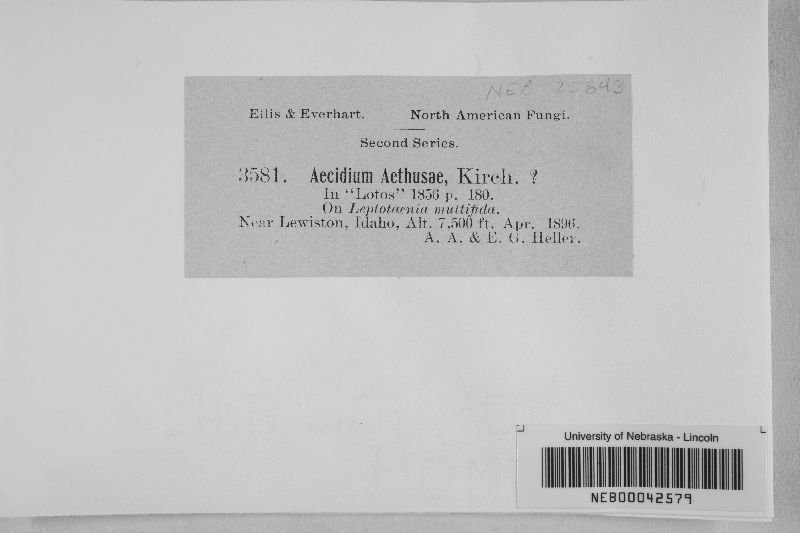 NEB 25843
Ellis & Everhart. North American Fungi.
Second Series.
3581. Aecidium Aethusae, Kirch. ?
In "Lotos" 1856 p. 180.
On Leptotaenia multifida.
Near Lewiston, Idaho, Alt. 7,500 ft. Apr. 1896.
A. A. & E. G. Heller.
University of Nebraska - Lincoln
NEB00042579